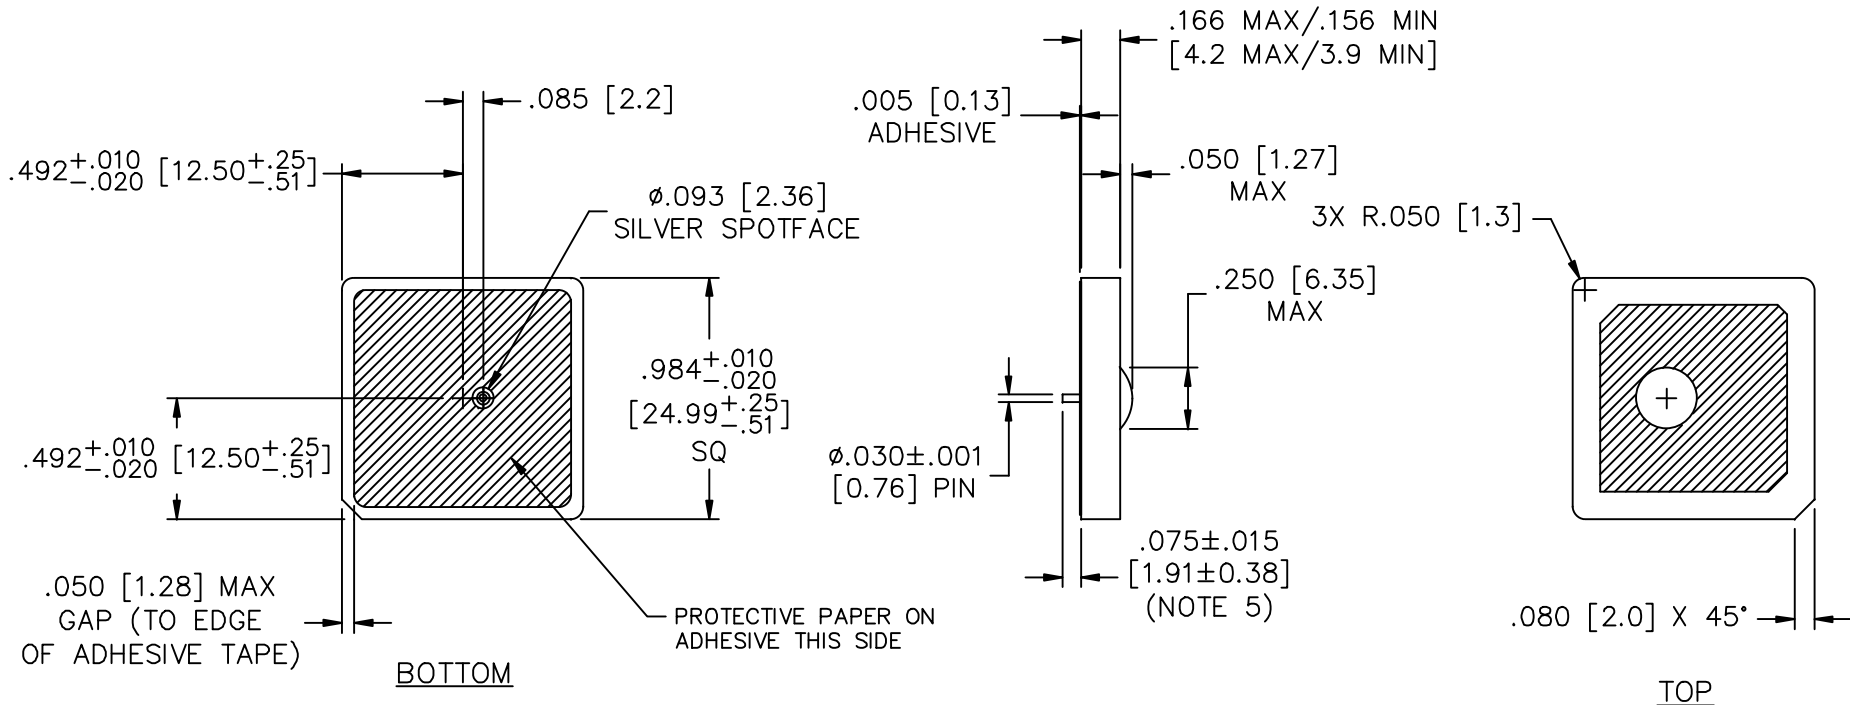 .166 MAX/.156 MIN
[4.2 MAX/3.9 MIN]
.085 [2.2]
.005 [0.13]
ADHESIVE
.492+.010 -.020 [12.50+.25 -.51]
.050 [1.27]
MAX
ø.093 [2.36]
SILVER SPOTFACE
3X R.050 [1.3]
.250 [6.35]
MAX
.984+.010 -.020
[24.99+.25 -.51]
SQ
.492+.010 -.020 [12.50+.25 -.51]
ø.030±.001
[0.76] PIN
.075±.015
[1.91±0.38]
(NOTE 5)
.050 [1.28] MAX
GAP (TO EDGE
OF ADHESIVE TAPE)
PROTECTIVE PAPER ON
ADHESIVE THIS SIDE
.080 [2.0] X 45°
BOTTOM
TOP